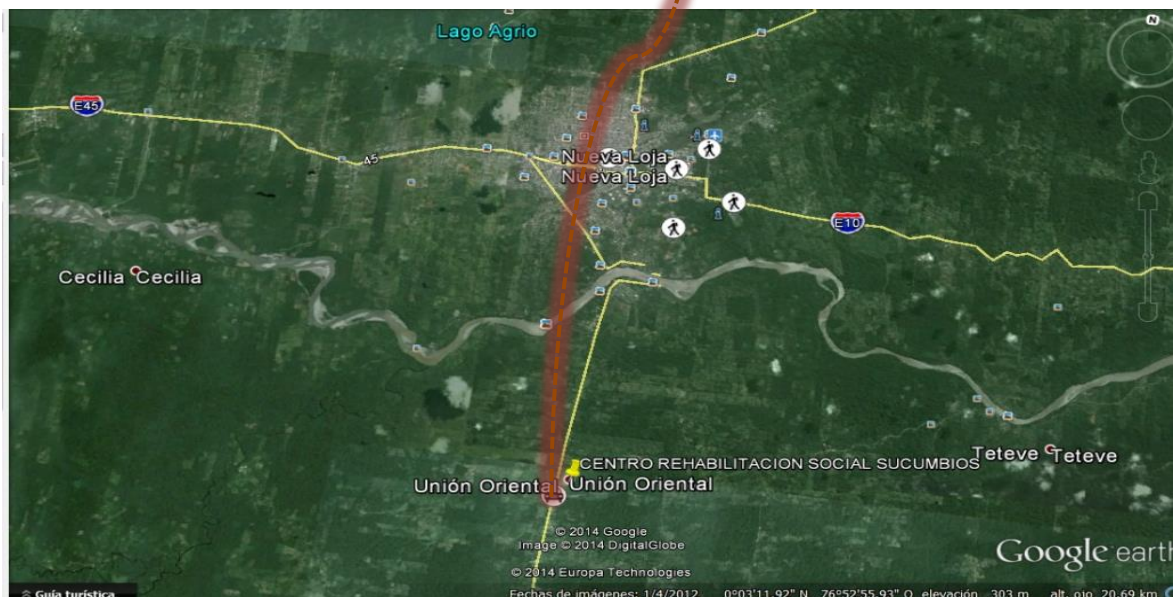 N
Lago Agrio
E45
45
Nueva Loja
Nueva Loja
E10
Cecilia Cecilia
CENTRO REHABILITACION SOCIAL SUCUMBIOS
Teteve Teteve
Unión Oriental Unión Oriental
© 2014 Google
Image © 2014 DigitalGlobe
© 2014 Europa Technologies
Google earth
Guía turística
Fechas de imágenes: 1/4/2012 0°03'11.92" N 76°52'55.93" O elevación 303 m alt. ojo 20.69 km